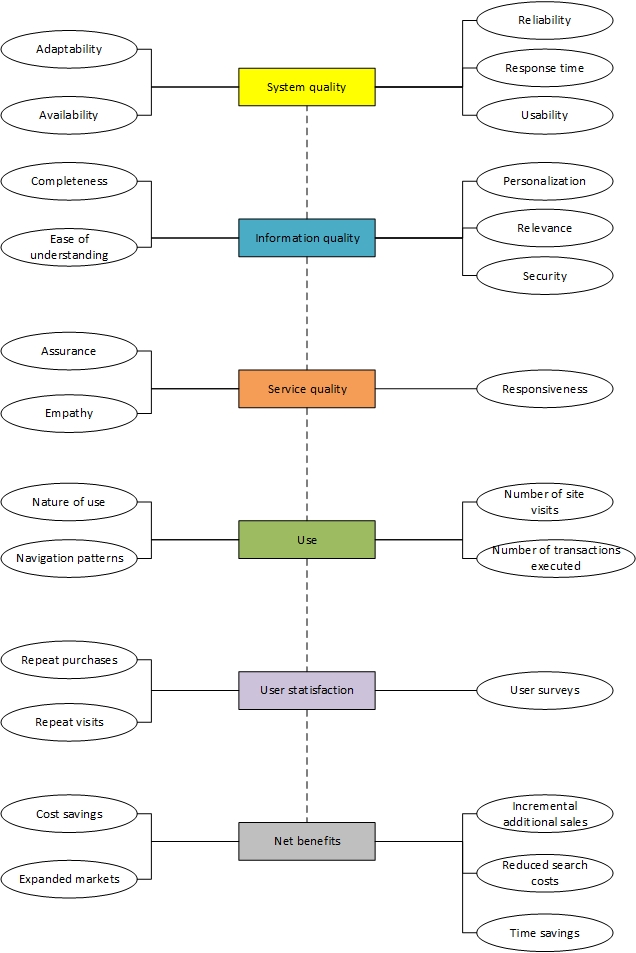 Reliability
Adaptability
Response time
System quality
Availability
Usability
Completeness
Personalization
Ease of
understanding
Information quality
Relevance
Security
Assurance
Service quality
Responsiveness
Empathy
Nature of use
Number of site
visits
Use
Navigation patterns
Number of transactions
executed
Repeat purchases
User statisfaction
User surveys
Repeat visits
Cost savings
Incremental
additional sales
Net benefits
Expanded markets
Reduced search
costs
Time savings